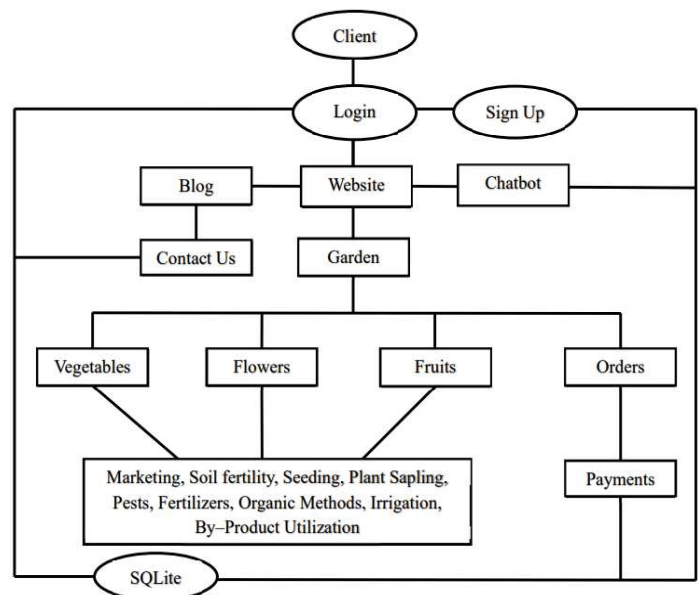 Client
Login
Sign Up
Blog
Website
Chatbot
Contact Us
Garden
Vegetables
Flowers
Fruits
Orders
Marketing, Soil fertility, Seeding, Plant Sapling,
Pests, Fertilizers, Organic Methods, Irrigation,
By–Product Utilization
Payments
SQLite